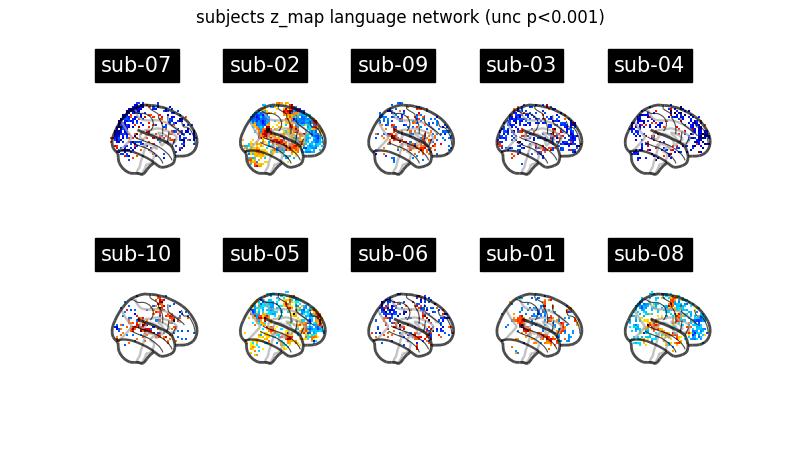 subjects z_map language network (unc p<0.001)
sub-07 sub-02 sub-09 sub-03 sub-04
sub-10 sub-05 sub-06 sub-01 sub-08